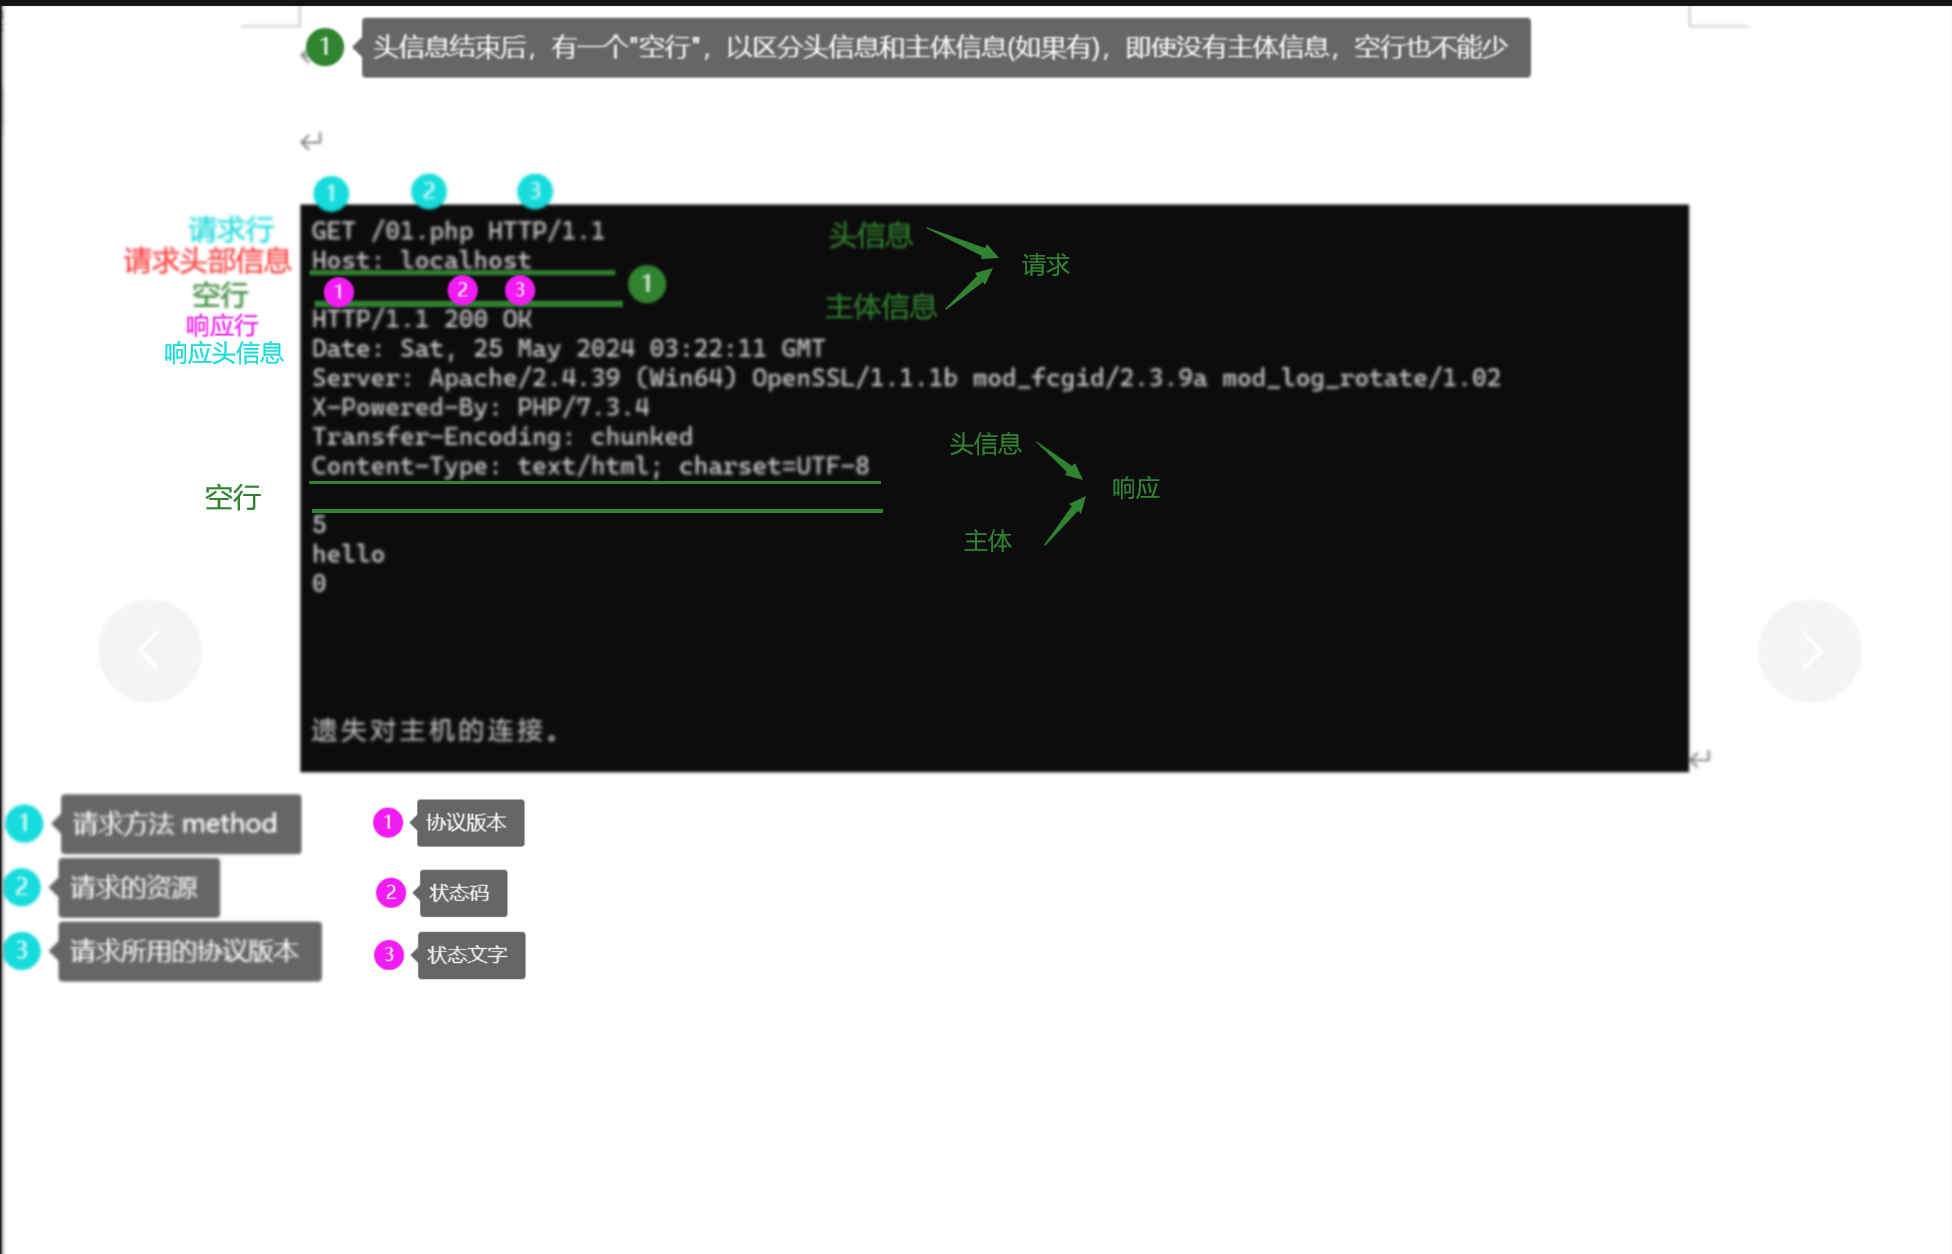 1 头信息结束后，有一个"空行"，以区分头信息和主体信息(如果有)，即使没有主体信息，空行也不能少
1 2 3
请求行 GET /01.php HTTP/1.1 头信息
请求头部信息 Host: localhost 请求
空行 1 2 3 1 主体信息
响应行 HTTP/1.1 200 OK
响应头信息 Date: Sat, 25 May 2024 03:22:11 GMT
Server: Apache/2.4.39 (Win64) OpenSSL/1.1.1b mod_fcgid/2.3.9a mod_log_rotate/1.02
X-Powered-By: PHP/7.3.4
Transfer-Encoding: chunked 头信息
Content-Type: text/html; charset=UTF-8
空行 响应
5
hello 主体
0
遗失对主机的连接。
1 请求方法 method 1 协议版本
2 请求的资源 2 状态码
3 请求所用的协议版本 3 状态文字